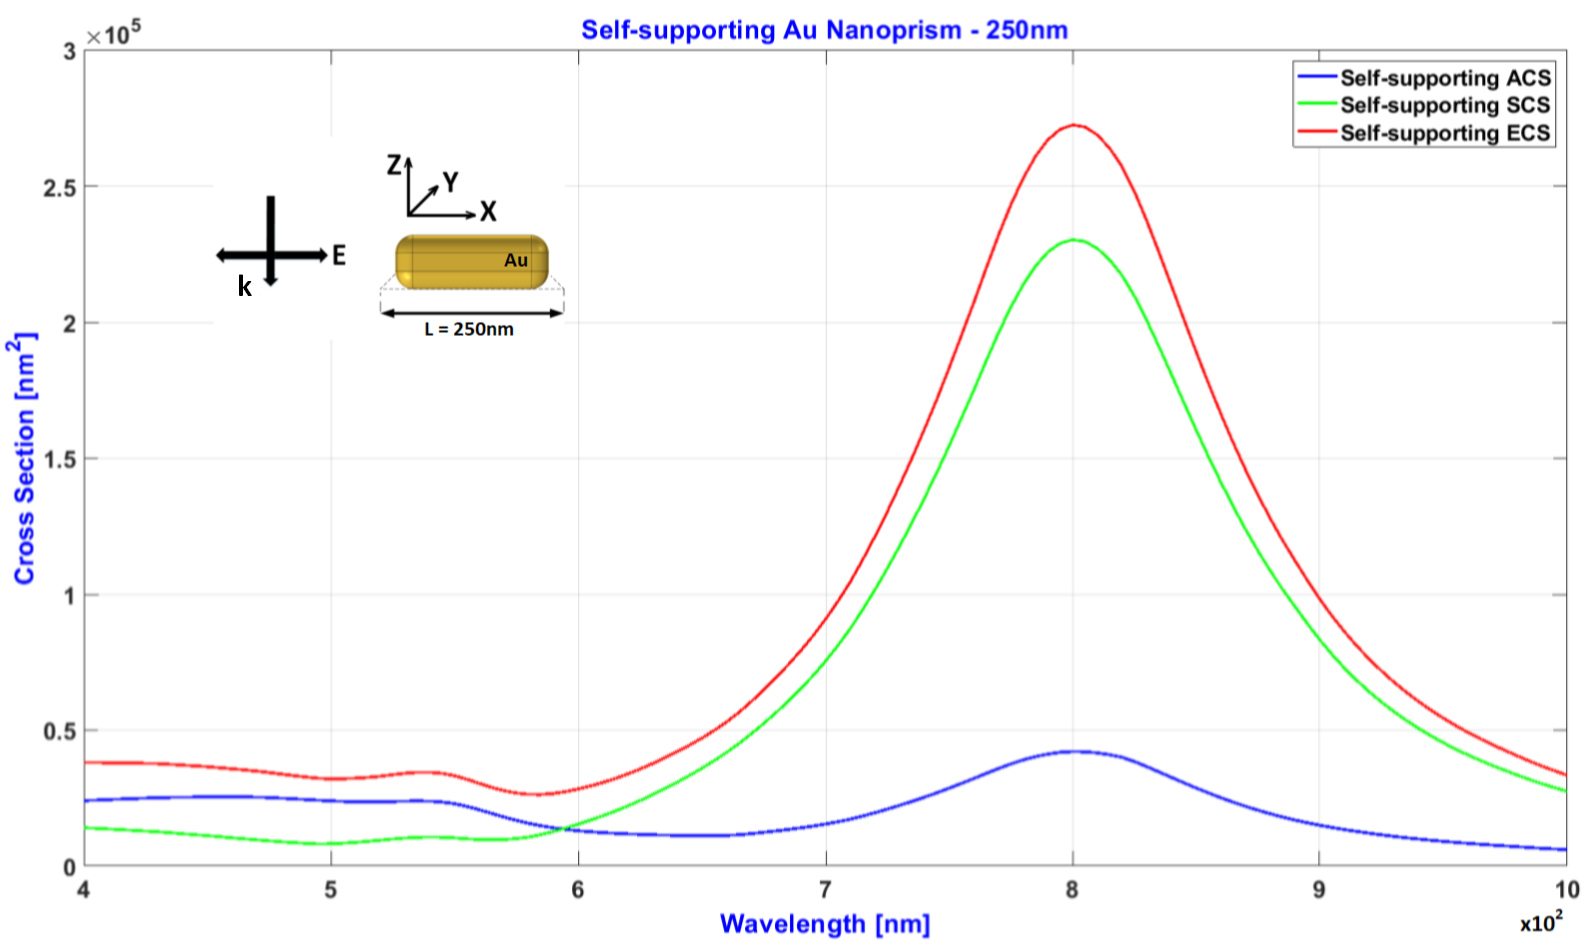 Self-supporting Au Nanoprism - 250nm
×10⁵
3
2.5
2
1.5
1
0.5
0
Cross Section [nm²]
Self-supporting ACS
Self-supporting SCS
Self-supporting ECS
Z
Y
X
E
k
Au
L = 250nm
4 5 6 7 8 9 10
Wavelength [nm]
x10²